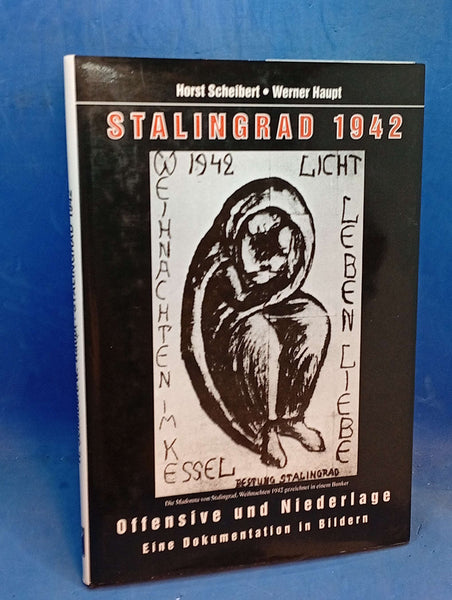 Horst Scheibert • Werner Haupt
STALINGRAD 1942
1942 LICHT
WEIHNACHTEN IM KESSEL
LEBEN LIEBE
FESTUNG STALINGRAD
Die Madonna von Stalingrad, Weihnachten 1942 gezeichnet in einem Bunker
Offensive und Niederlage
Eine Dokumentation in Bildern